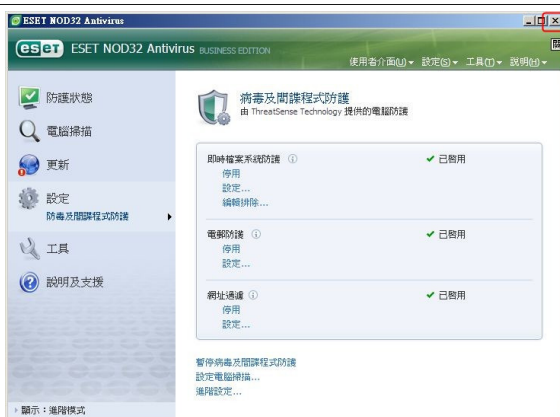 ESET NOD32 Antivirus
eset ESET NOD32 Antivirus BUSINESS EDITION
使用者介面(U) 設定(S) 工具(T) 說明(H)
防護狀態
電腦掃描
更新
設定
防毒及間諜程式防護
工具
說明及支援
顯示：進階模式
病毒及間諜程式防護
由 ThreatSense Technology 提供的電腦防護
即時檔案系統防護 已啓用
停用
設定...
編輯排除...
電郵防護 已啓用
停用
設定...
網址過濾 已啓用
停用
設定...
暫停病毒及間諜程式防護
設定電腦掃描...
進階設定...